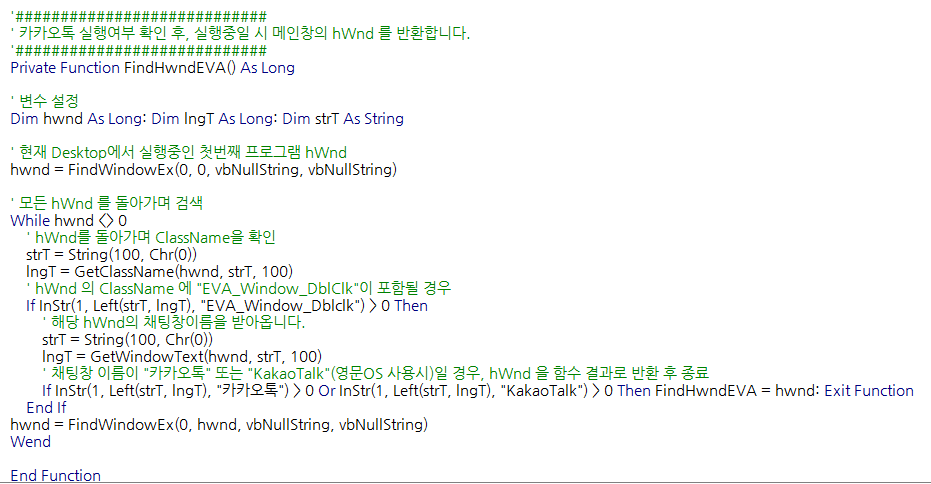 '############################
' 카카오톡 실행여부 확인 후, 실행중일 시 메인창의 hWnd 를 반환합니다.
'############################
Private Function FindHwndEVA() As Long
' 변수 설정
Dim hwnd As Long: Dim lngT As Long: Dim strT As String
' 현재 Desktop에서 실행중인 첫번째 프로그램 hWnd
hwnd = FindWindowEx(0, 0, vbNullString, vbNullString)
' 모든 hWnd 를 돌아가며 검색
While hwnd <> 0
' hWnd를 돌아가며 ClassName을 확인
strT = String(100, Chr(0))
lngT = GetClassName(hwnd, strT, 100)
' hWnd 의 ClassName 에 "EVA_Window_DblClk"이 포함될 경우
If InStr(1, Left(strT, lngT), "EVA_Window_DblClk") > 0 Then
' 해당 hWnd의 채팅창이름을 받아옵니다.
strT = String(100, Chr(0))
lngT = GetWindowText(hwnd, strT, 100)
' 채팅창 이름이 "카카오톡" 또는 "KakaoTalk"(영문OS 사용시)일 경우, hWnd 을 함수 결과로 반환 후 종료
If InStr(1, Left(strT, lngT), "카카오톡") > 0 Or InStr(1, Left(strT, lngT), "KakaoTalk") > 0 Then FindHwndEVA = hwnd: Exit Function
End If
hwnd = FindWindowEx(0, hwnd, vbNullString, vbNullString)
Wend
End Function